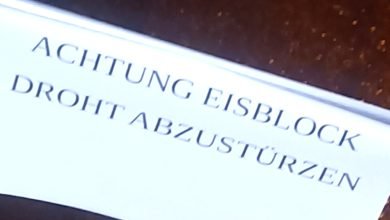 ACHTUNG EISBLOCK
DROHT ABZUSTÜRZEN